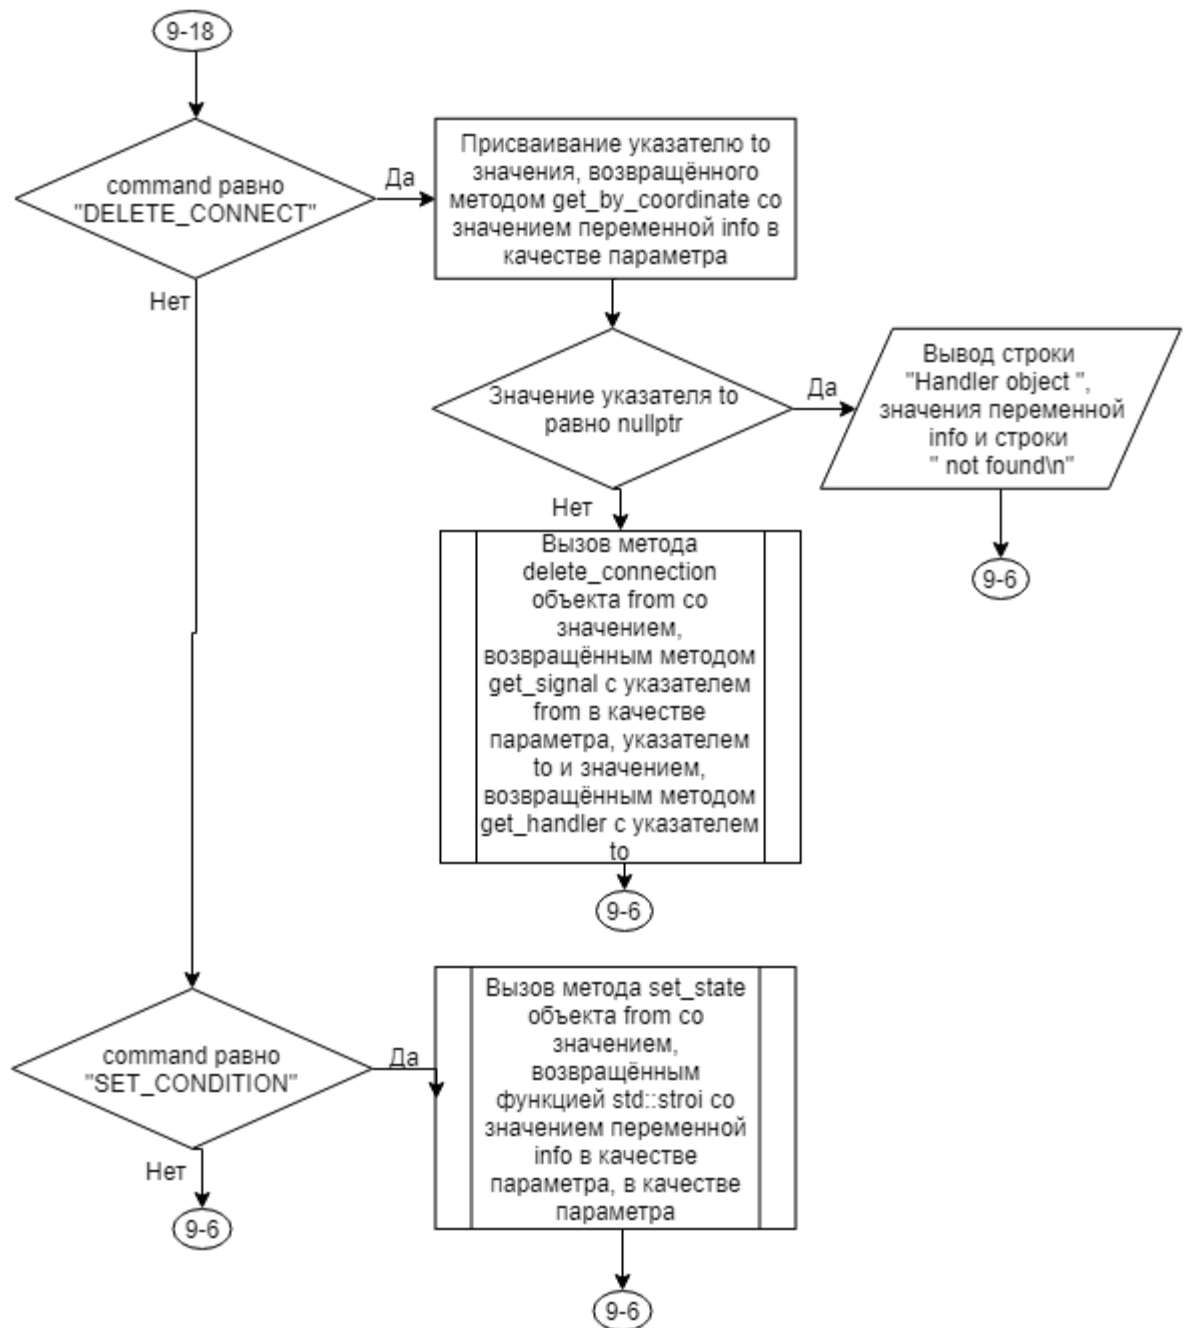 9-18
command равно
"DELETE_CONNECT"
Да
Присваивание указателю to
значения, возвращённого
методом get_by_coordinate со
значением переменной info в
качестве параметра
Нет
Значение указателя to
равно nullptr
Да
Вывод строки
"Handler object ",
значения переменной
info и строки
" not found\n"
Нет
9-6
Вызов метода
delete_connection
объекта from со
значением,
возвращённым методом
get_signal с указателем
from в качестве
параметра, указателем
to и значением,
возвращённым методом
get_handler с указателем
to
9-6
command равно
"SET_CONDITION"
Да
Вызов метода set_state
объекта from со
значением,
возвращённым
функцией std::stroi со
значением переменной
info в качестве
параметра, в качестве
параметра
Нет
9-6
9-6